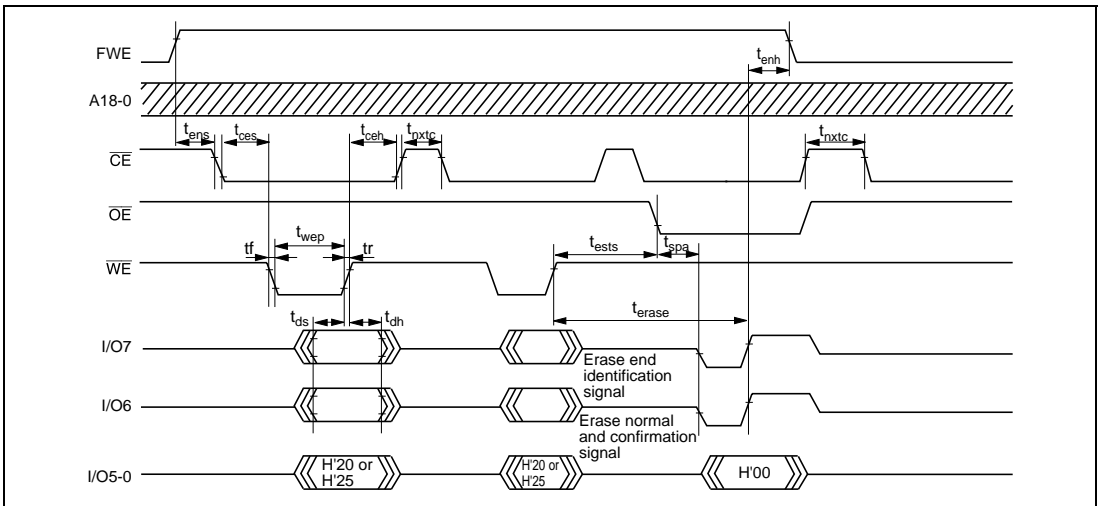 FWE
tenh
A18-0
tens
tces
tceh
tnxtc
tnxtc
CE
OE
twep
tests
tspa
tf
tr
WE
terase
tds
tdh
I/O7
Erase end
identification
signal
I/O6
Erase normal
and confirmation
signal
I/O5-0
H'20 or
H'25
H'20 or
H'25
H'00